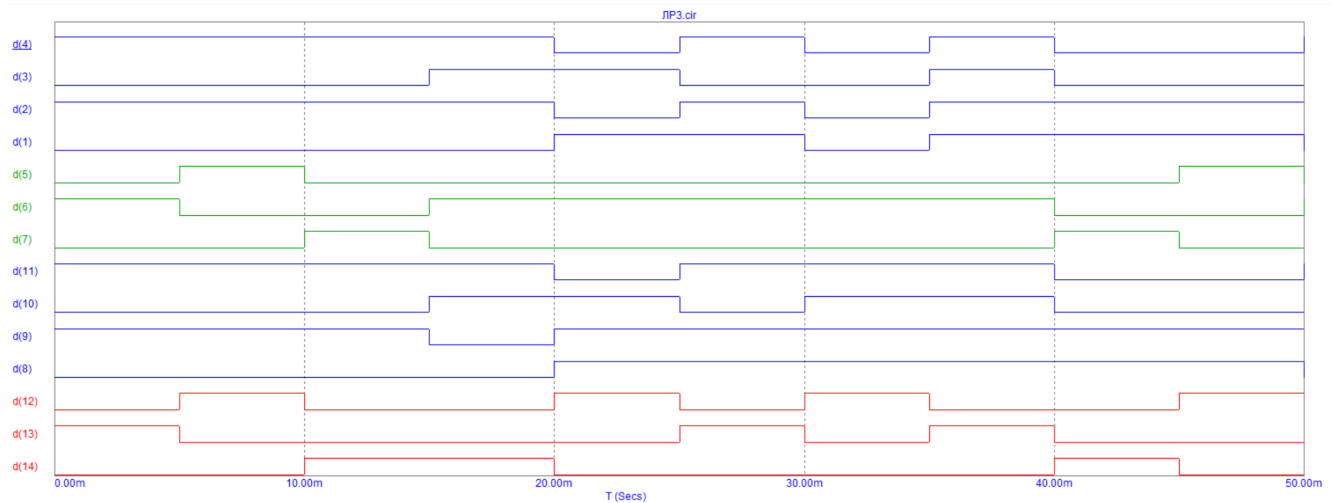 ЛР3.cir
d(4)
d(3)
d(2)
d(1)
d(5)
d(6)
d(7)
d(11)
d(10)
d(9)
d(8)
d(12)
d(13)
d(14)
0.00m 10.00m 20.00m 30.00m 40.00m 50.00m
T (Secs)